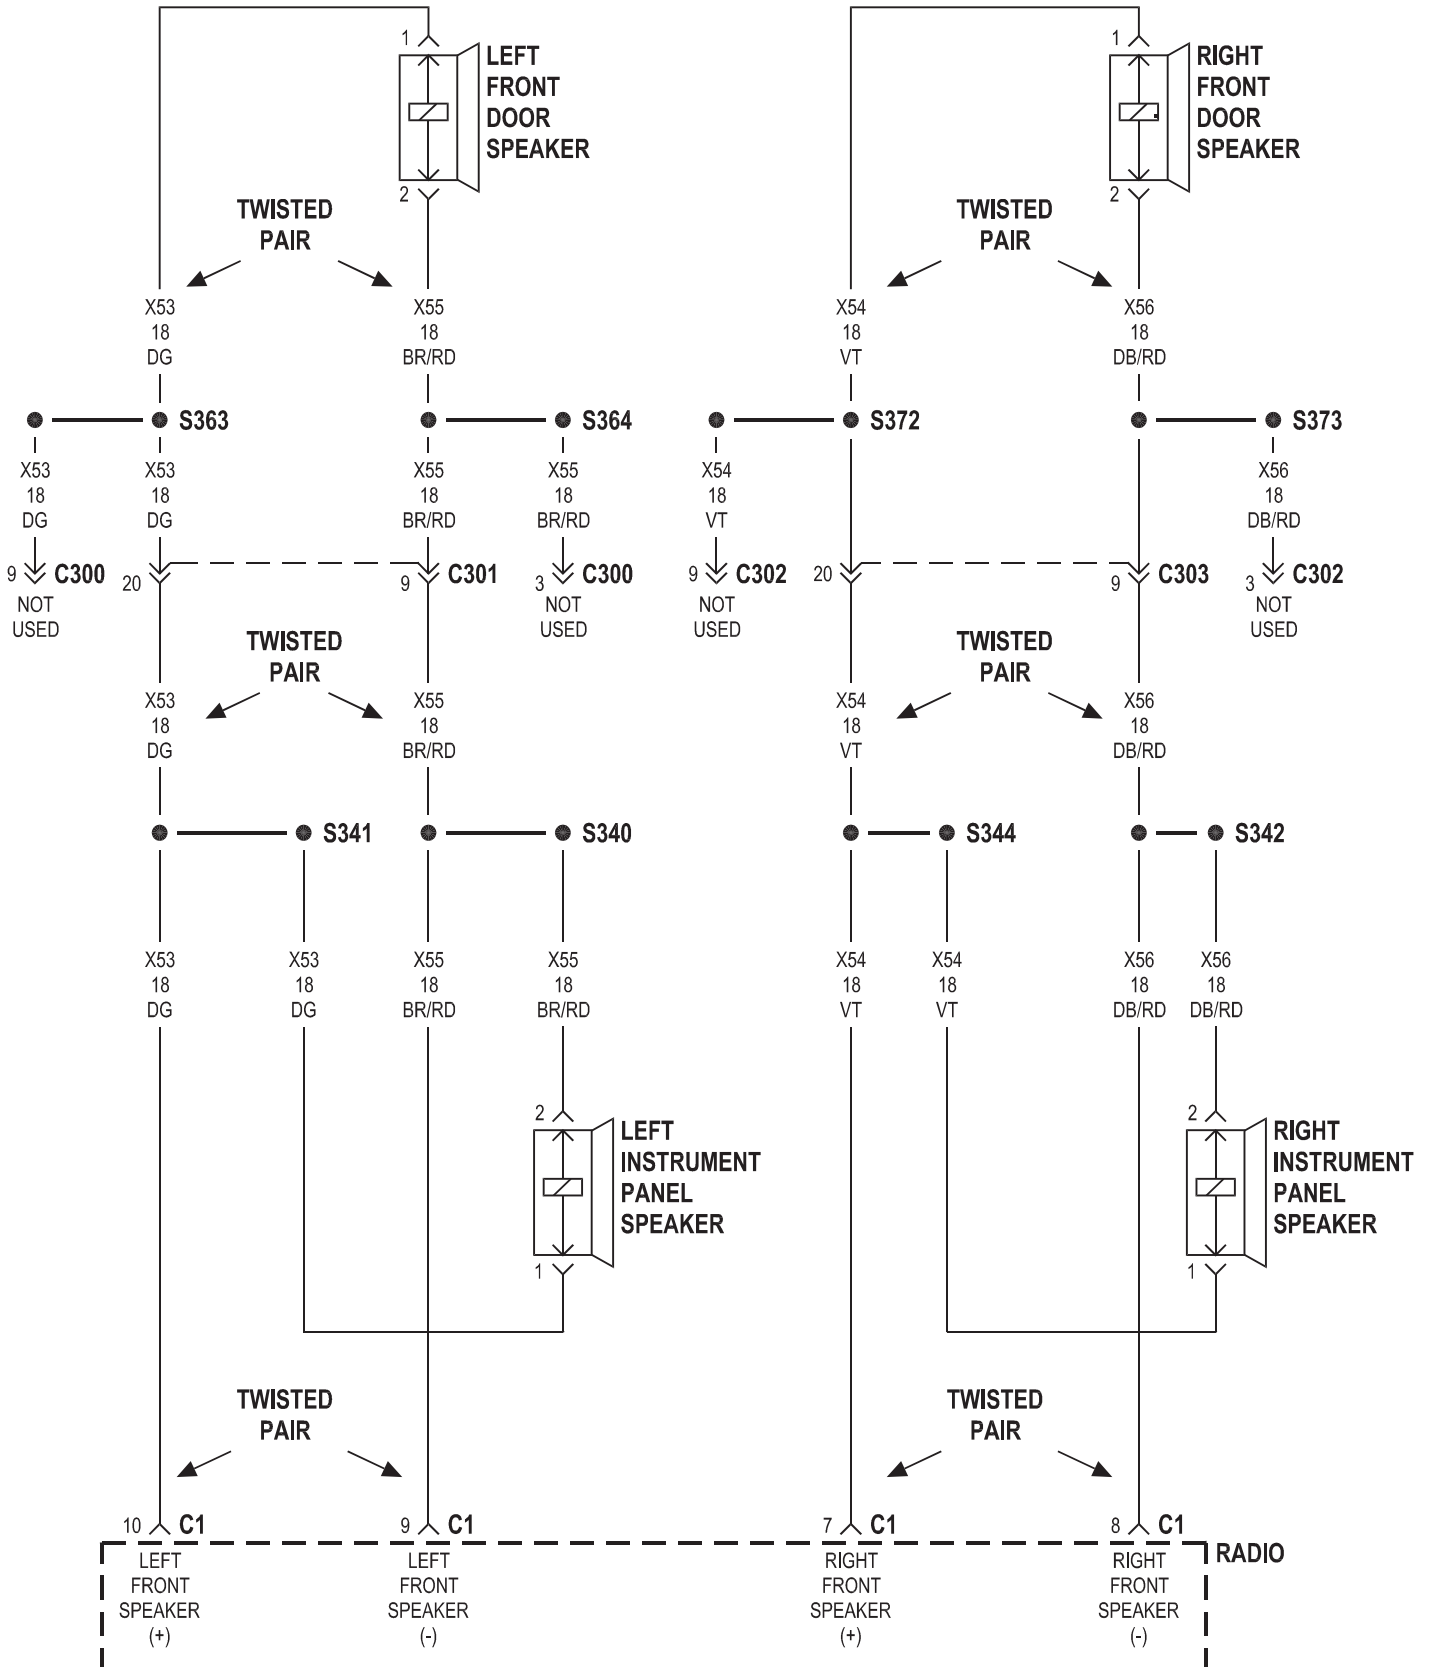 1
LEFT
FRONT
DOOR
SPEAKER
2
1
RIGHT
FRONT
DOOR
SPEAKER
2
TWISTED
PAIR
TWISTED
PAIR
X53
18
DG
X55
18
BR/RD
X54
18
VT
X56
18
DB/RD
S363
S364
S372
S373
X53
18
DG
X53
18
DG
X55
18
BR/RD
X55
18
BR/RD
X54
18
VT
X56
18
DB/RD
9 C300
NOT
USED
20
9 C301
3 C300
NOT
USED
9 C302
NOT
USED
20
9 C303
3 C302
NOT
USED
TWISTED
PAIR
TWISTED
PAIR
X53
18
DG
X55
18
BR/RD
X54
18
VT
X56
18
DB/RD
S341
S340
S344
S342
X53
18
DG
X53
18
DG
X55
18
BR/RD
X55
18
BR/RD
X54
18
VT
X54
18
VT
X56
18
DB/RD
X56
18
DB/RD
2
LEFT
INSTRUMENT
PANEL
SPEAKER
1
2
RIGHT
INSTRUMENT
PANEL
SPEAKER
1
TWISTED
PAIR
TWISTED
PAIR
10 C1
9 C1
7 C1
8 C1
RADIO
LEFT
FRONT
SPEAKER
(+)
LEFT
FRONT
SPEAKER
(-)
RIGHT
FRONT
SPEAKER
(+)
RIGHT
FRONT
SPEAKER
(-)